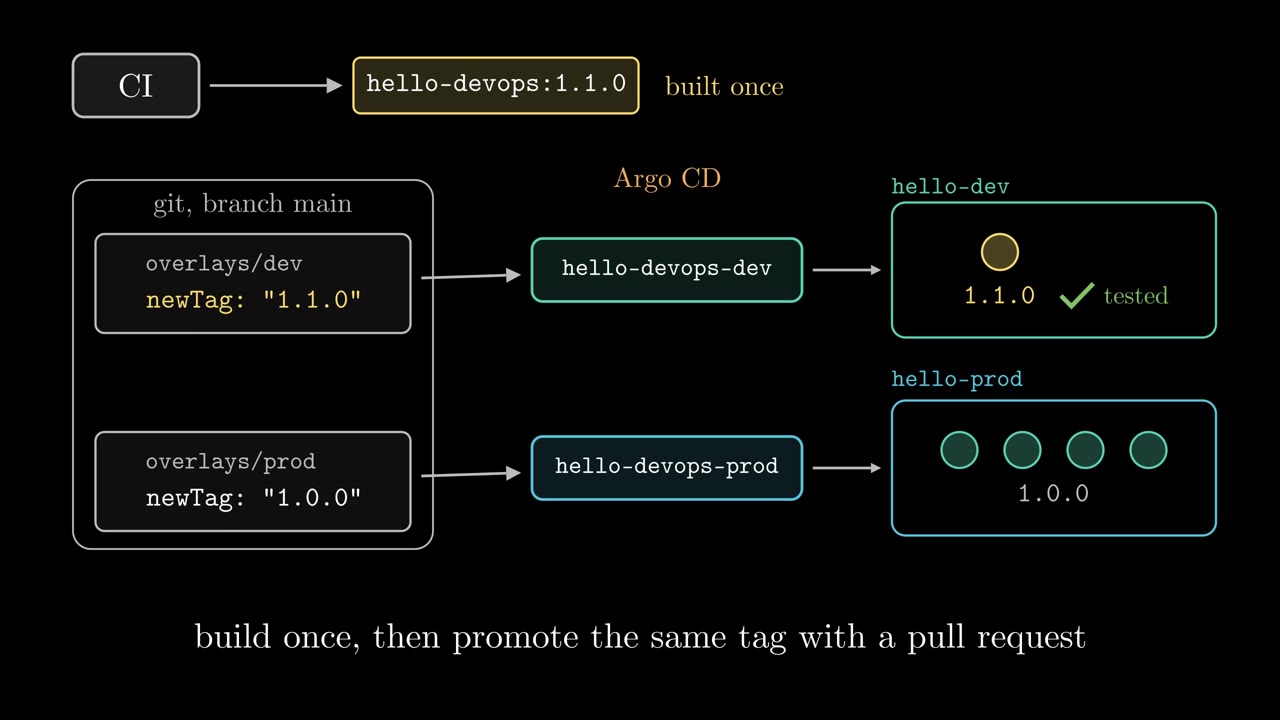 CI
hello-devops:1.1.0
built once
Argo CD
git, branch main
overlays/dev
newTag: "1.1.0"
hello-devops-dev
hello-dev
1.1.0
tested
overlays/prod
newTag: "1.0.0"
hello-devops-prod
hello-prod
1.0.0
build once, then promote the same tag with a pull request